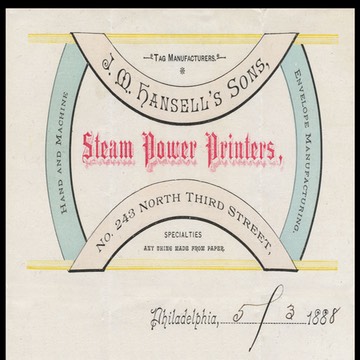 —Tag Manufacturers.—
J. M. Hansell's Sons,
Hand and Machine
Envelope Manufacturing.
Steam Power Printers,
No. 243 North Third Street,
SPECIALTIES
ANY THING MADE FROM PAPER.
Philadelphia, 5/3 1888